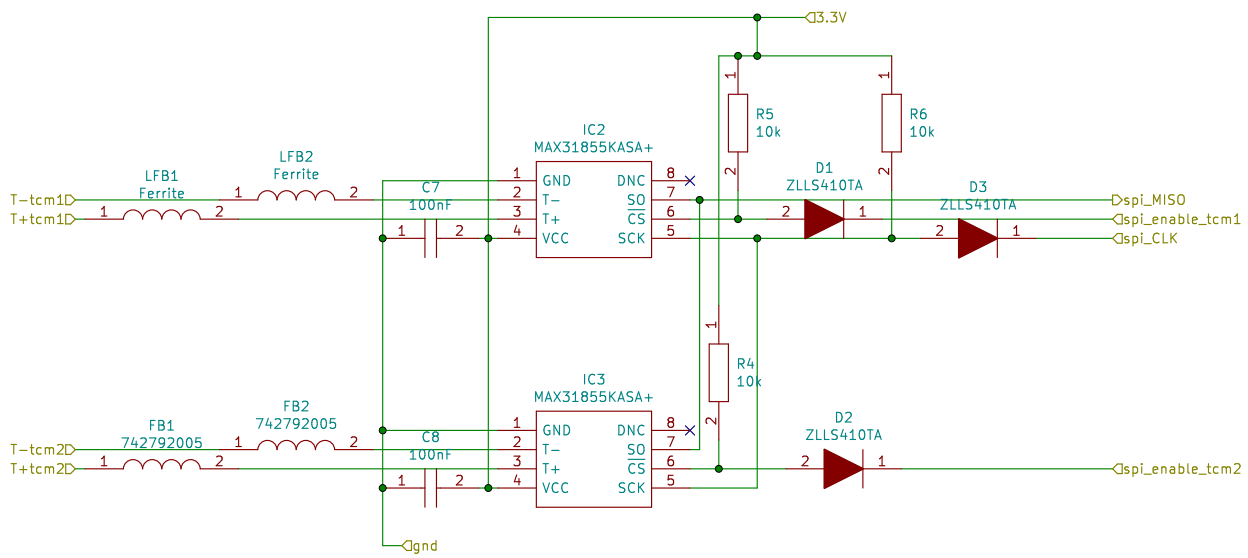 3.3V
R5
10k
R6
10k
IC2
MAX31855KASA+
LFB1
Ferrite
LFB2
Ferrite
C7
100nF
D1
ZLLS410TA
D3
ZLLS410TA
1 GND DNC 8
2 T- SO 7
3 T+ CS 6
4 VCC SCK 5
T-tcm1 1 2
T+tcm1 1 2
1 2
1
2
1
2
2 1
2 1
spi_MISO
spi_enable_tcm1
spi_CLK
1
2
R4
10k
IC3
MAX31855KASA+
FB1
742792005
FB2
742792005
C8
100nF
D2
ZLLS410TA
1 GND DNC 8
2 T- SO 7
3 T+ CS 6
4 VCC SCK 5
T-tcm2 1 2
T+tcm2 1 2
1 2
2 1
spi_enable_tcm2
gnd